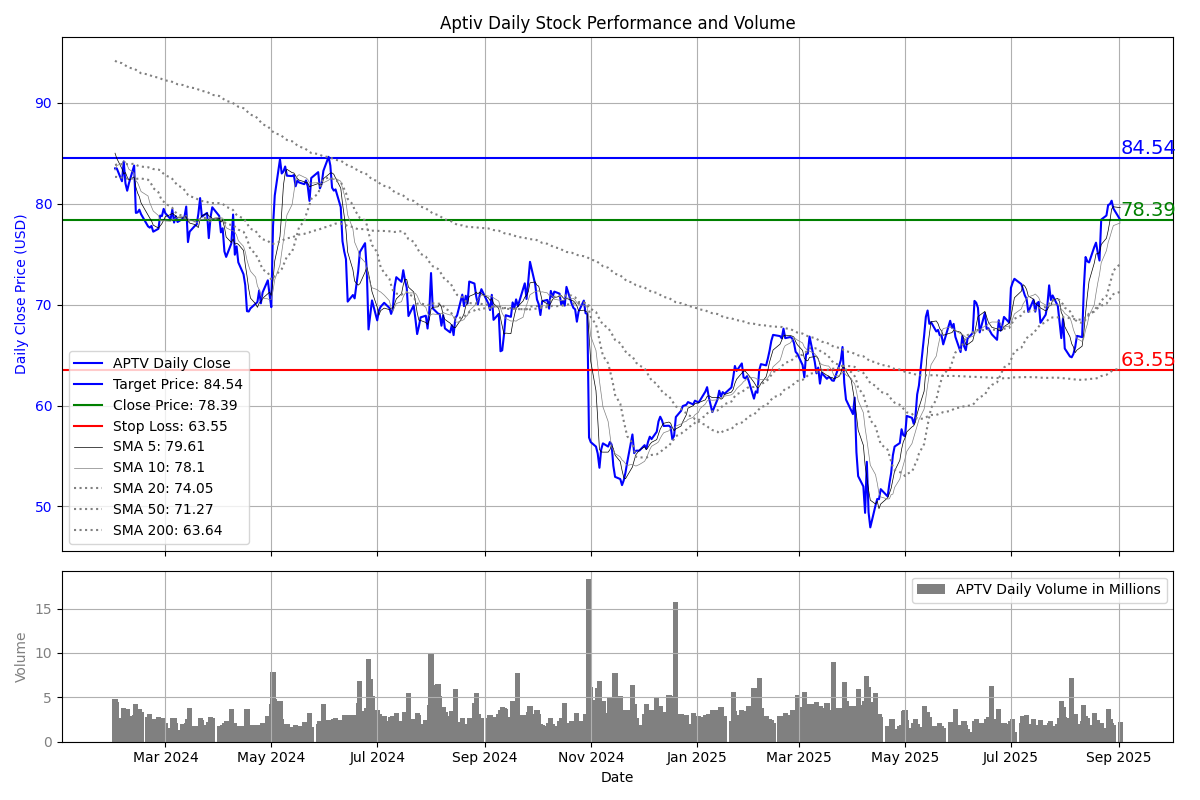 Aptiv Daily Stock Performance and Volume
Daily Close Price (USD)
90
80
70
60
50
84.54
78.39
63.55
APTV Daily Close
Target Price: 84.54
Close Price: 78.39
Stop Loss: 63.55
SMA 5: 79.61
SMA 10: 78.1
SMA 20: 74.05
SMA 50: 71.27
SMA 200: 63.64
Volume
15
10
5
0
APTV Daily Volume in Millions
Mar 2024 May 2024 Jul 2024 Sep 2024 Nov 2024 Jan 2025 Mar 2025 May 2025 Jul 2025 Sep 2025
Date